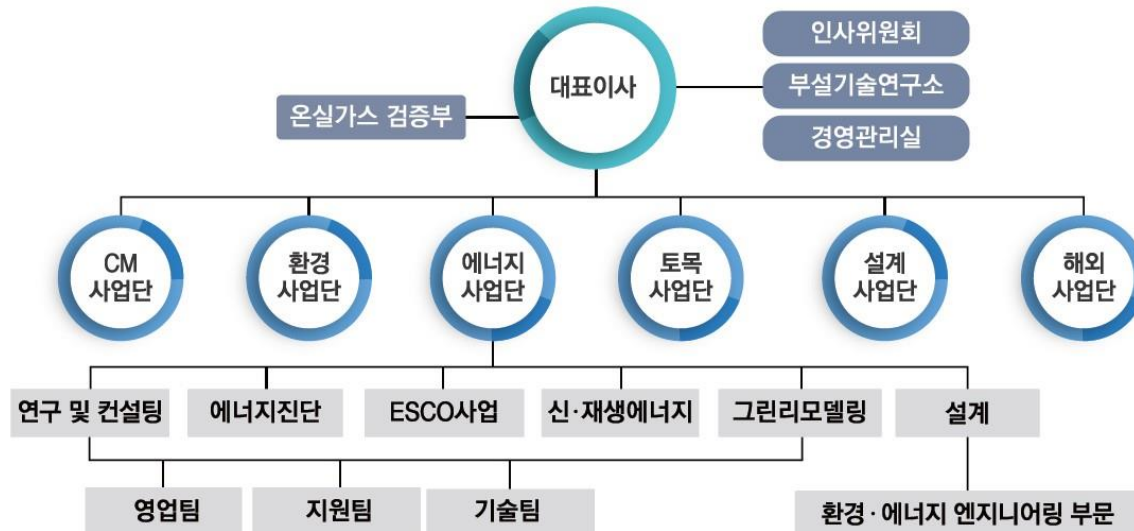 인사위원회
대표이사
부설기술연구소
온실가스 검증부
경영관리실
CM
사업단
환경
사업단
에너지
사업단
토목
사업단
설계
사업단
해외
사업단
연구 및 컨설팅
에너지진단
ESCO사업
신·재생에너지
그린리모델링
설계
영업팀
지원팀
기술팀
환경·에너지 엔지니어링 부문